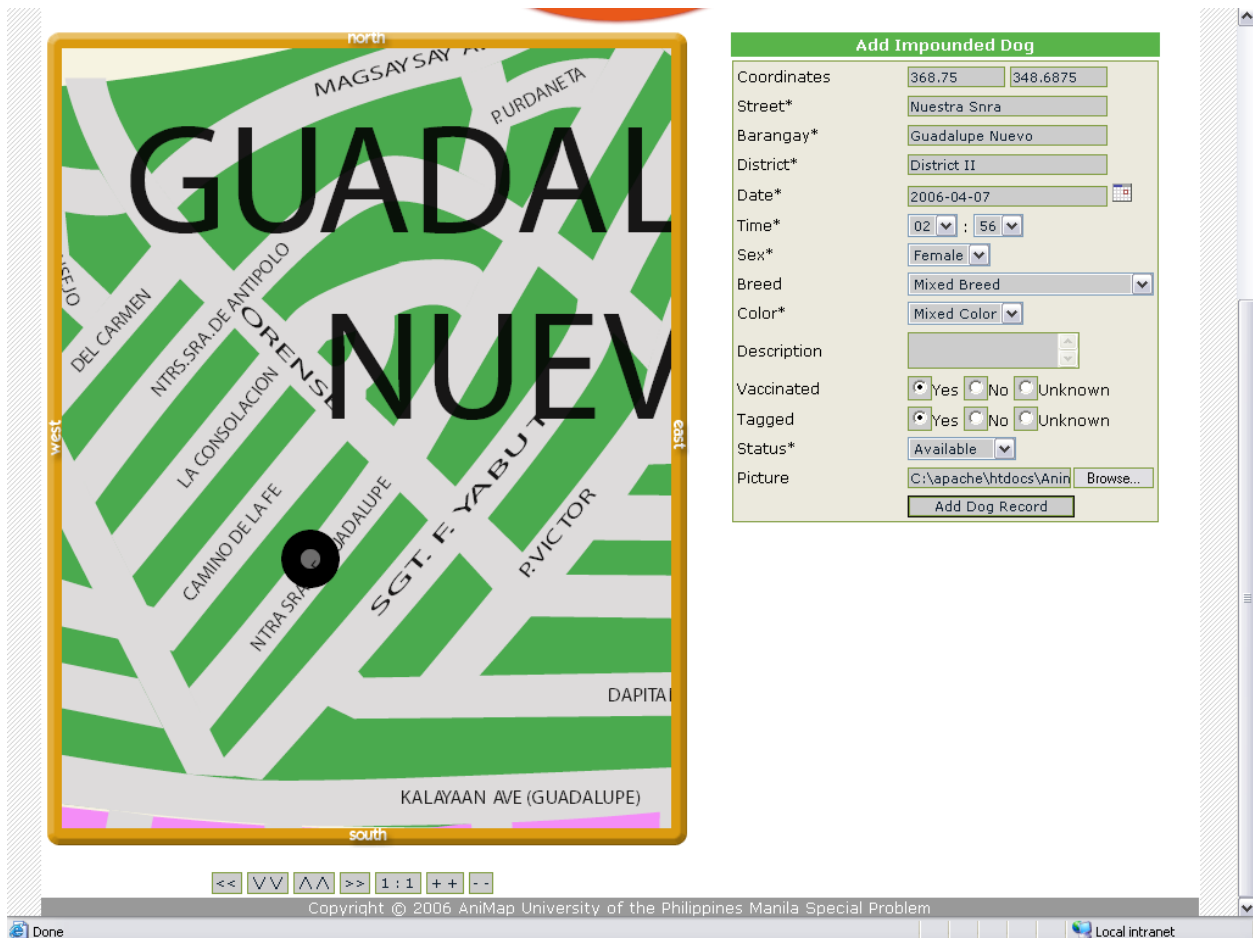 north
MAGSAYSAY
P. URDANETA
GUADAL
NTRS.SRA. DE ANTIPOLO
DEL CARMEN
ORENSE
NUEV
LA CONSOLACION
west
east
SGT. F. YABUT
CAMINO DE LA FE
P.VICTOR
NTRA SRA
DAPITA
KALAYAAN AVE (GUADALUPE)
south
<< \/\/ /\/\ >> 1 : 1 + + - -
Add Impounded Dog
Coordinates 368.75 348.6875
Street* Nuestra Snra
Barangay* Guadalupe Nuevo
District* District II
Date* 2006-04-07
Time* 02 : 56
Sex* Female
Breed Mixed Breed
Color* Mixed Color
Description
Vaccinated Yes No Unknown
Tagged Yes No Unknown
Status* Available
Picture C:\apache\htdocs\Anin Browse...
Add Dog Record
Copyright © 2006 AniMap University of the Philippines Manila Special Problem
Done Local intranet